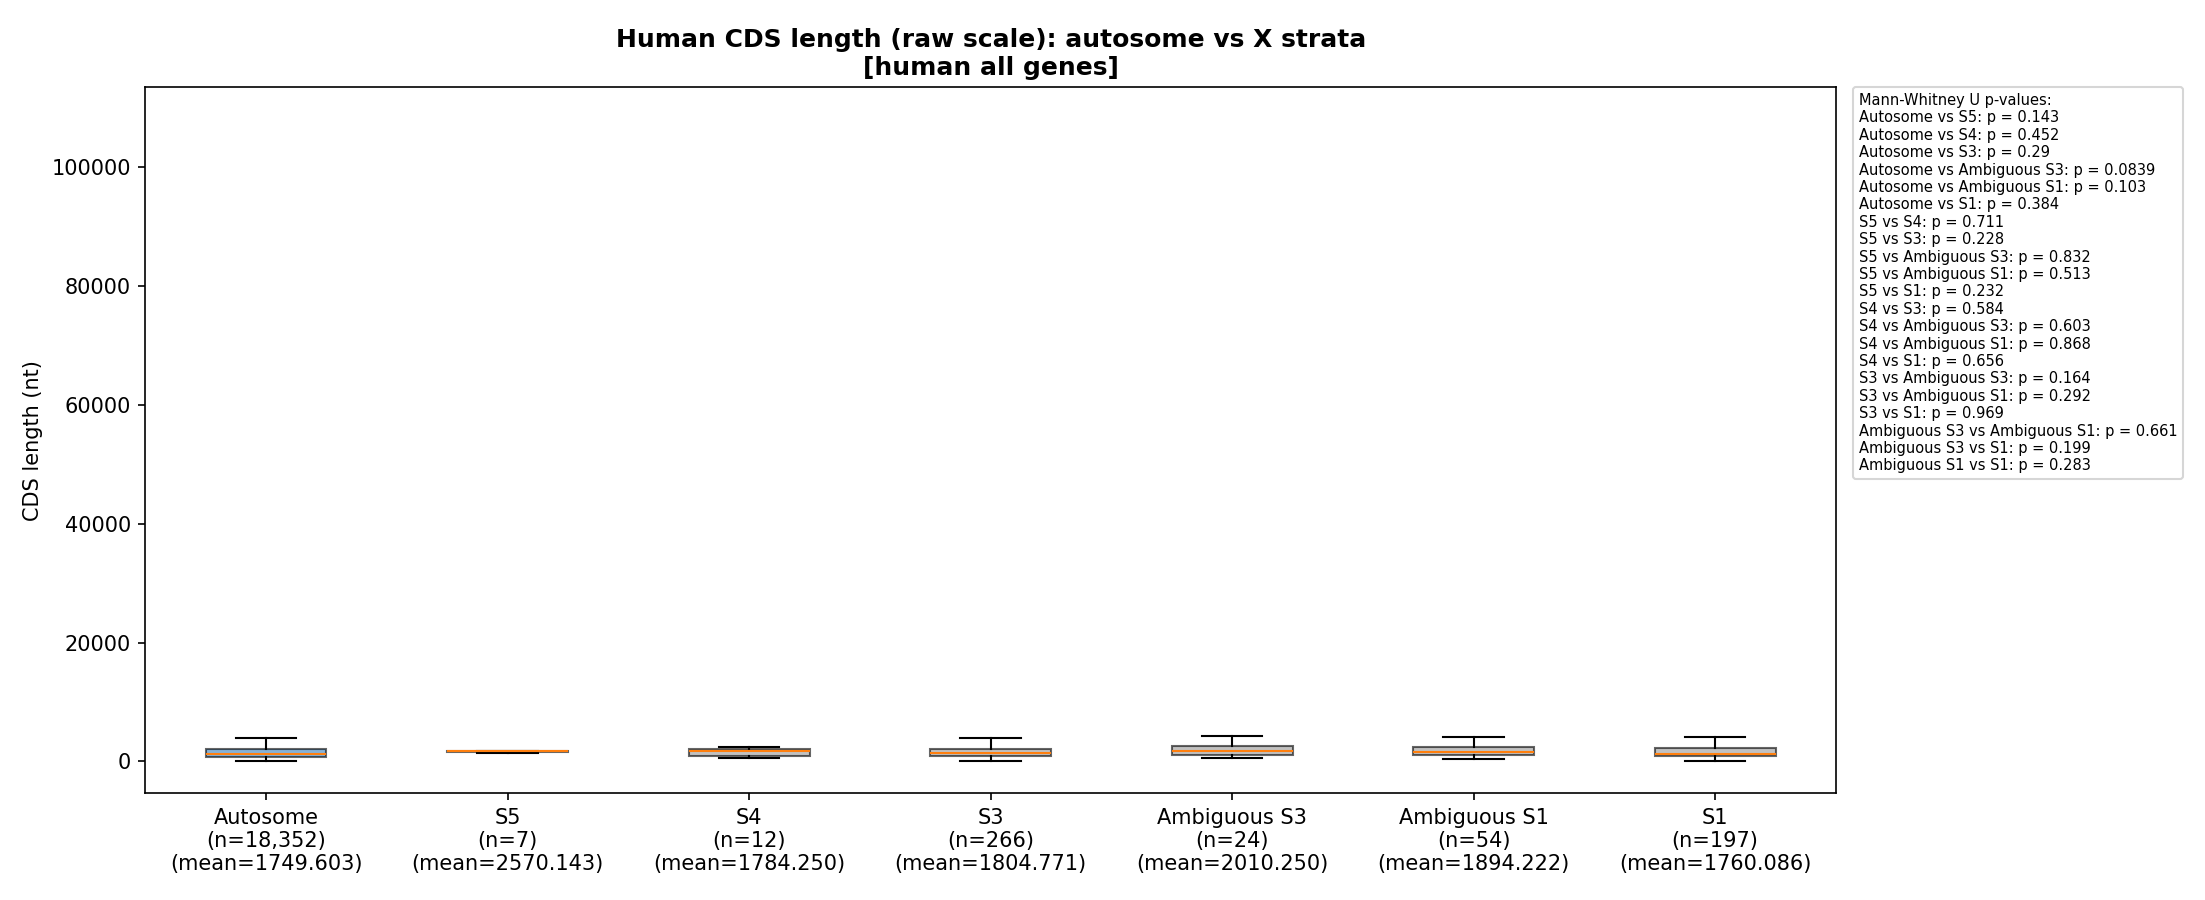 Human CDS length (raw scale): autosome vs X strata
[human all genes]
CDS length (nt)
100000
80000
60000
40000
20000
0
Autosome
(n=18,352)
(mean=1749.603)
S5
(n=7)
(mean=2570.143)
S4
(n=12)
(mean=1784.250)
S3
(n=266)
(mean=1804.771)
Ambiguous S3
(n=24)
(mean=2010.250)
Ambiguous S1
(n=54)
(mean=1894.222)
S1
(n=197)
(mean=1760.086)
Mann-Whitney U p-values:
Autosome vs S5: p = 0.143
Autosome vs S4: p = 0.452
Autosome vs S3: p = 0.29
Autosome vs Ambiguous S3: p = 0.0839
Autosome vs Ambiguous S1: p = 0.103
Autosome vs S1: p = 0.384
S5 vs S4: p = 0.711
S5 vs S3: p = 0.228
S5 vs Ambiguous S3: p = 0.832
S5 vs Ambiguous S1: p = 0.513
S5 vs S1: p = 0.232
S4 vs S3: p = 0.584
S4 vs Ambiguous S3: p = 0.603
S4 vs Ambiguous S1: p = 0.868
S4 vs S1: p = 0.656
S3 vs Ambiguous S3: p = 0.164
S3 vs Ambiguous S1: p = 0.292
S3 vs S1: p = 0.969
Ambiguous S3 vs Ambiguous S1: p = 0.661
Ambiguous S3 vs S1: p = 0.199
Ambiguous S1 vs S1: p = 0.283